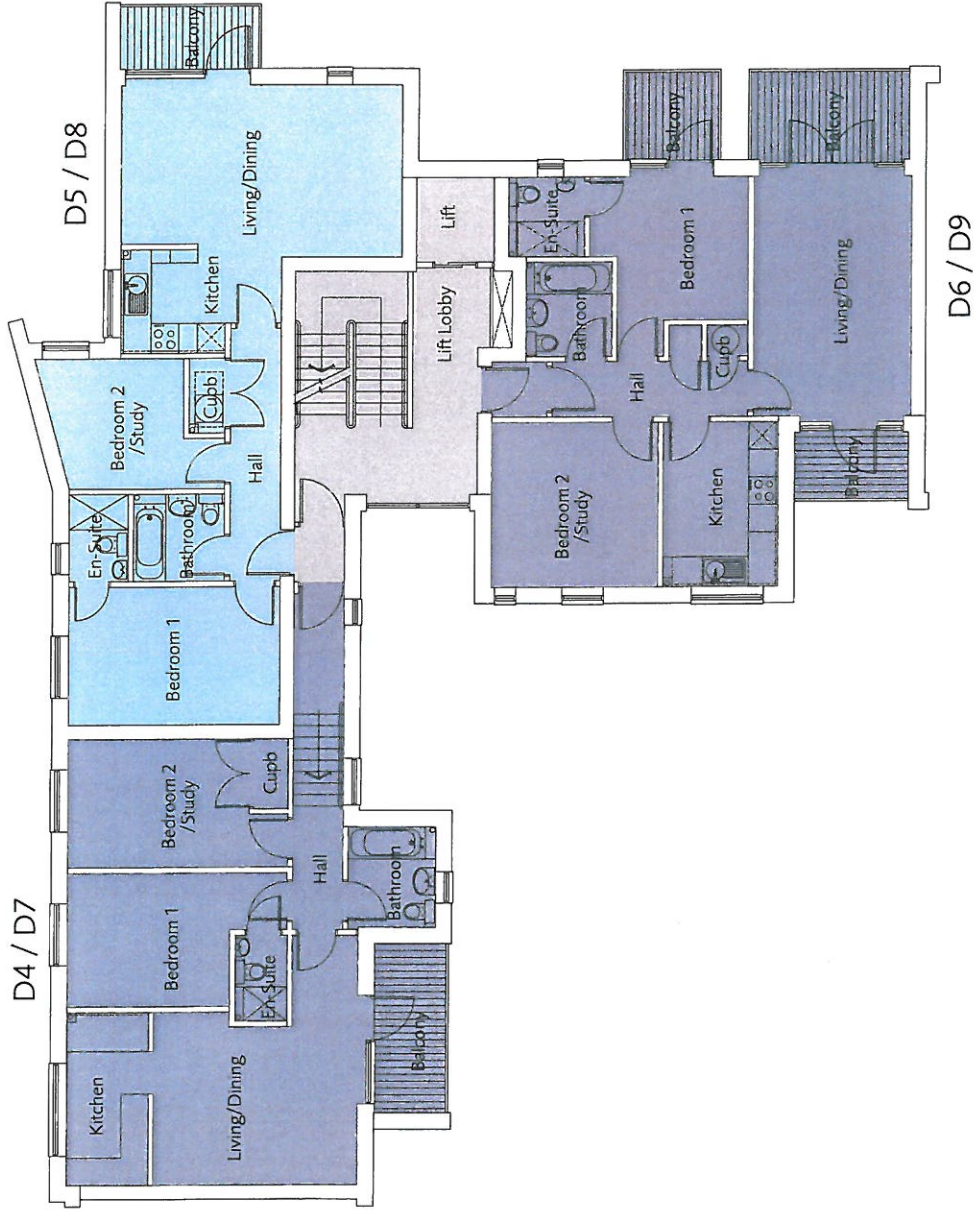 D4 / D7
Kitchen
Living/Dining
Balcony
Bedroom 1
En-Suite
Hall
Bathroom
Bedroom 2
/Study
Cupb
D5 / D8
Bedroom 1
En-Suite
Bathroom
Hall
Bedroom 2
/Study
Cupb
Kitchen
Living/Dining
Balcony
Lift Lobby
Lift
D6 / D9
Bedroom 2
/Study
Kitchen
Balcony
Hall
Cupb
Bathroom
En-Suite
Bedroom 1
Balcony
Living/Dining
Balcony